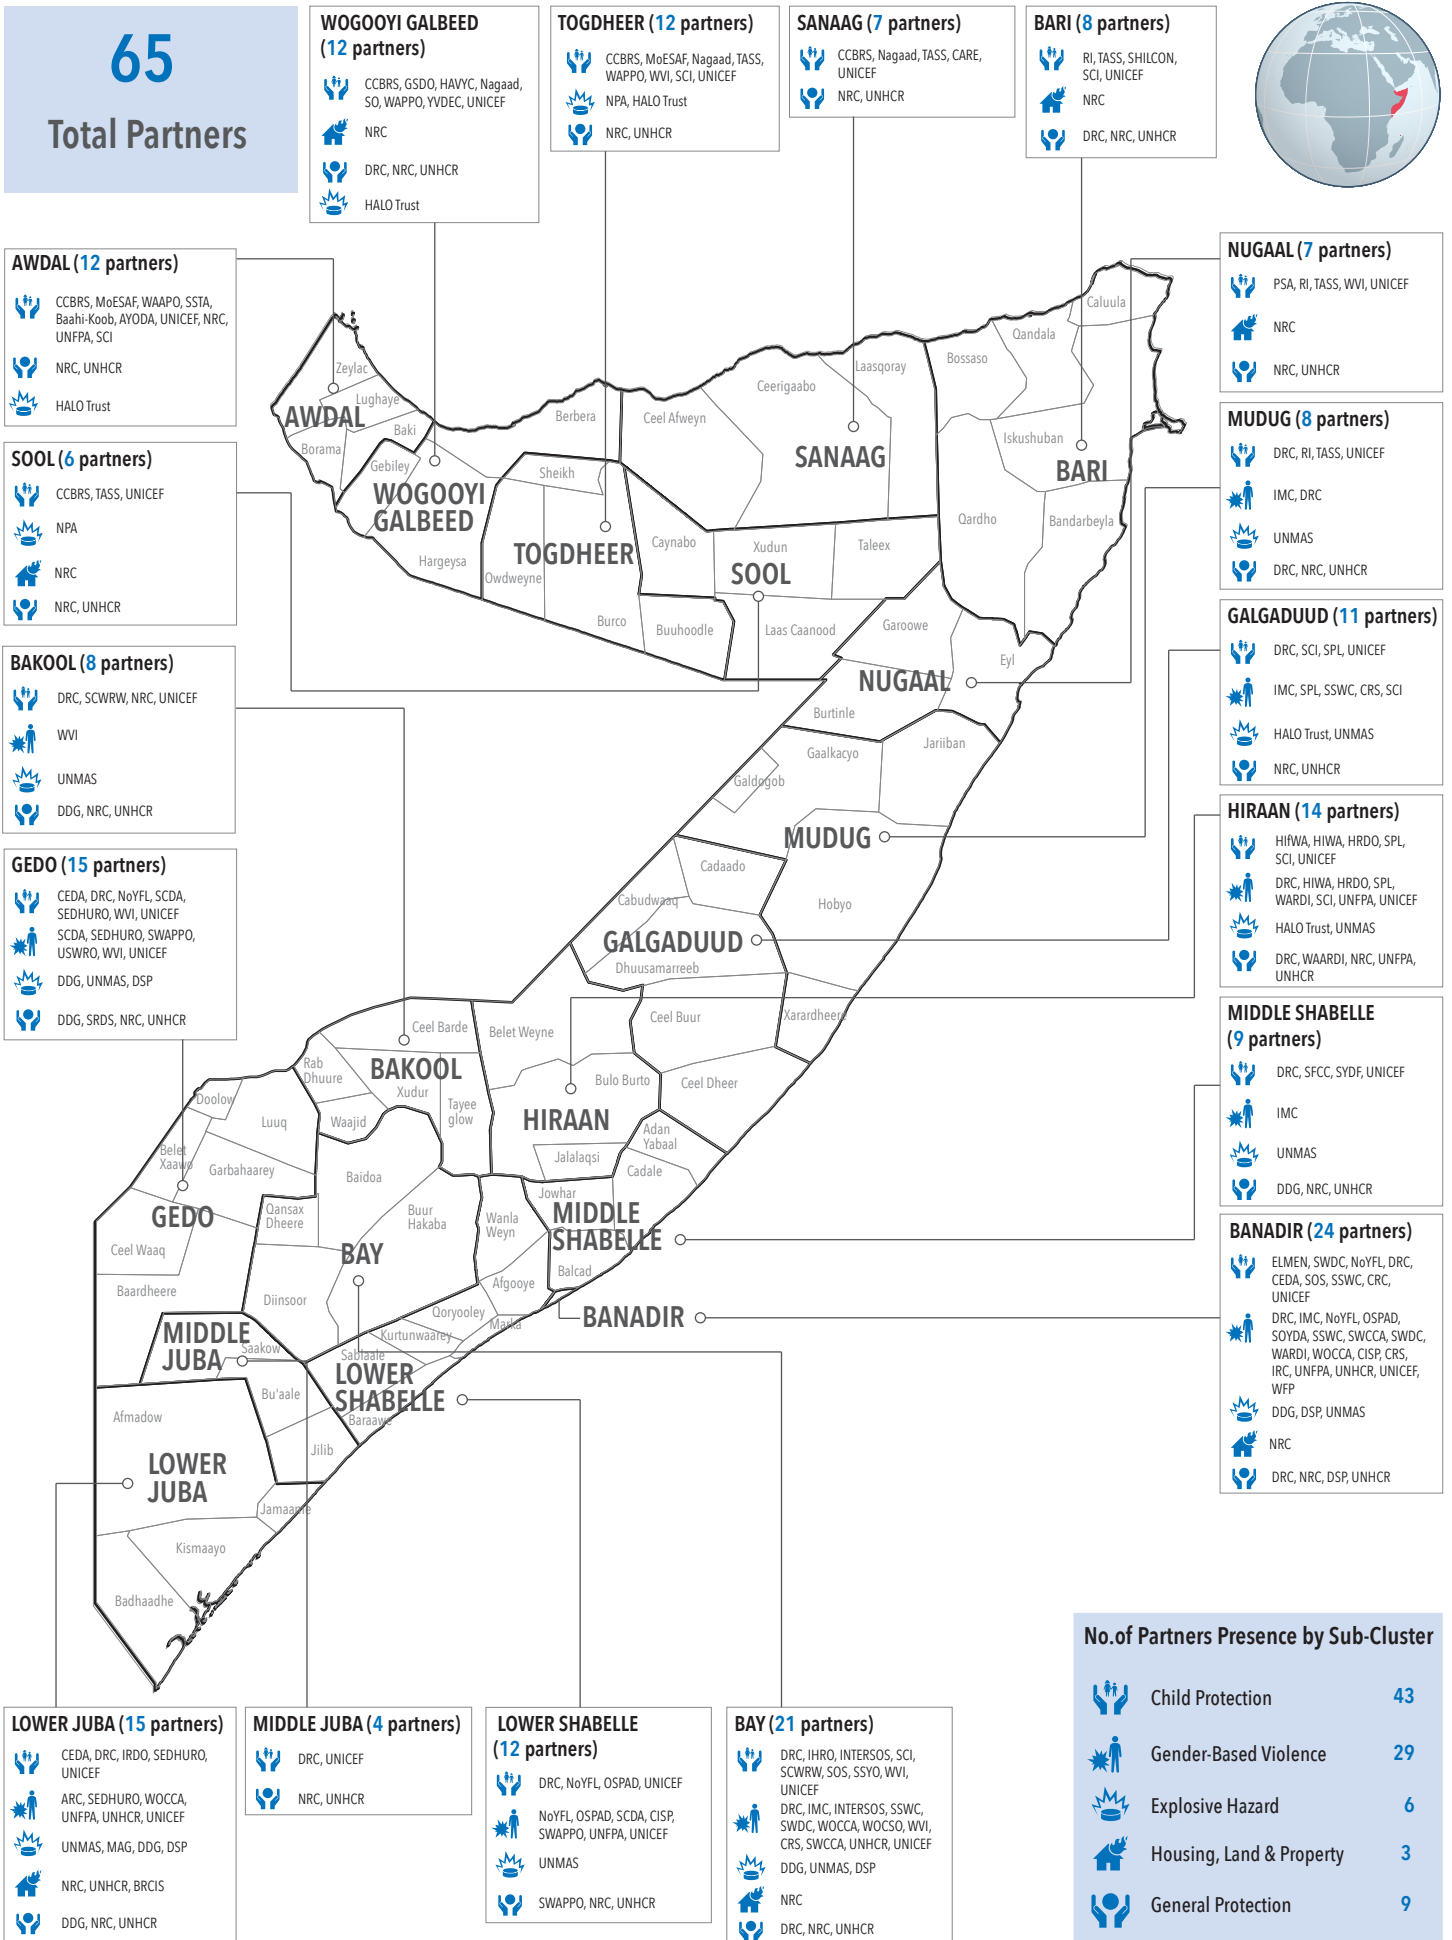 65
Total Partners
WOGOOYI GALBEED
(12 partners)
CCBRS, GSDO, HAVYC, Nagaad,
SO, WAPPO, YVDEC, UNICEF
NRC
DRC, NRC, UNHCR
HALO Trust
TOGDHEER (12 partners)
CCBRS, MoESAF, Nagaad, TASS,
WAPPO, WVI, SCI, UNICEF
NPA, HALO Trust
NRC, UNHCR
SANAAG (7 partners)
CCBRS, Nagaad, TASS, CARE,
UNICEF
NRC, UNHCR
BARI (8 partners)
RI, TASS, SHILCON,
SCI, UNICEF
NRC
DRC, NRC, UNHCR
AWDAL (12 partners)
CCBRS, MoESAF, WAAPO, SSTA,
Baahi-Koob, AYODA, UNICEF, NRC,
UNFPA, SCI
NRC, UNHCR
HALO Trust
SOOL (6 partners)
CCBRS, TASS, UNICEF
NPA
NRC
NRC, UNHCR
BAKOOL (8 partners)
DRC, SCWRW, NRC, UNICEF
WVI
UNMAS
DDG, NRC, UNHCR
GEDO (15 partners)
CEDA, DRC, NoYFL, SCDA,
SEDHURO, WVI, UNICEF
SCDA, SEDHURO, SWAPPO,
USWRO, WVI, UNICEF
DDG, UNMAS, DSP
DDG, SRDS, NRC, UNHCR
NUGAAL (7 partners)
PSA, RI, TASS, WVI, UNICEF
NRC
NRC, UNHCR
MUDUG (8 partners)
DRC, RI, TASS, UNICEF
IMC, DRC
UNMAS
DRC, NRC, UNHCR
GALGADUUD (11 partners)
DRC, SCI, SPL, UNICEF
IMC, SPL, SSWC, CRS, SCI
HALO Trust, UNMAS
NRC, UNHCR
HIRAAN (14 partners)
HIfWA, HIWA, HRDO, SPL,
SCI, UNICEF
DRC, HIWA, HRDO, SPL,
WARDI, SCI, UNFPA, UNICEF
HALO Trust, UNMAS
DRC, WAARDI, NRC, UNFPA,
UNHCR
MIDDLE SHABELLE
(9 partners)
DRC, SFCC, SYDF, UNICEF
IMC
UNMAS
DDG, NRC, UNHCR
BANADIR (24 partners)
ELMEN, SWDC, NoYFL, DRC,
CEDA, SOS, SSWC, CRC,
UNICEF
DRC, IMC, NoYFL, OSPAD,
SOYDA, SSWC, SWCCA, SWDC,
WARDI, WOCCA, CISP, CRS,
IRC, UNFPA, UNHCR, UNICEF,
WFP
DDG, DSP, UNMAS
NRC
DRC, NRC, DSP, UNHCR
Caluula
Qandala
Bossaso
Laasqoray
Ceerigaabo
Zeylac
Lughaye
AWDAL
Baki
Borama
Berbera
Ceel Afweyn
SANAAG
Iskushuban
BARI
Gebiley
Sheikh
WOGOOYI
GALBEED
Qardho
Bandarbeyla
Caynabo
Xudun
Taleex
TOGDHEER
Hargeysa
Owdweyne
SOOL
Burco
Buuhoodle
Laas Caanood
Garoowe
Eyl
NUGAAL
Burtinle
Jariiban
Gaalkacyo
Galdogob
MUDUG
Cadaado
Cabudwaaq
Hobyo
GALGADUUD
Dhuusamarreeb
Xarardheere
Ceel Buur
Ceel Barde
Belet Weyne
Rab
Dhuure
BAKOOL
Xudur
Bulo Burto
Ceel Dheer
Doolow
Luuq
Waajid
Tayee
glow
HIRAAN
Adan
Yabaal
Belet
Xaawo
Garbahaarey
Baidoa
Jalalaqsi
Cadale
GEDO
Qansax
Dheere
Buur
Hakaba
Wanla
Weyn
Jowhar
MIDDLE
SHABELLE
Ceel Waaq
BAY
Baardheere
Diinsoor
Afgooye
Balcad
Qoryooley
Marka
BANADIR
Kurtunwaarey
MIDDLE
JUBA
Saakow
Sablaale
LOWER
SHABELLE
Bu'aale
Baraawe
Afmadow
Jilib
LOWER
JUBA
Jamaame
Kismaayo
Badhaadhe
LOWER JUBA (15 partners)
CEDA, DRC, IRDO, SEDHURO,
UNICEF
ARC, SEDHURO, WOCCA,
UNFPA, UNHCR, UNICEF
UNMAS, MAG, DDG, DSP
NRC, UNHCR, BRCIS
DDG, NRC, UNHCR
MIDDLE JUBA (4 partners)
DRC, UNICEF
NRC, UNHCR
LOWER SHABELLE
(12 partners)
DRC, NoYFL, OSPAD, UNICEF
NoYFL, OSPAD, SCDA, CISP,
SWAPPO, UNFPA, UNICEF
UNMAS
SWAPPO, NRC, UNHCR
BAY (21 partners)
DRC, IHRO, INTERSOS, SCI,
SCWRW, SOS, SSYO, WVI,
UNICEF
DRC, IMC, INTERSOS, SSWC,
SWDC, WOCCA, WOCSO, WVI,
CRS, SWCCA, UNHCR, UNICEF
DDG, UNMAS, DSP
NRC
DRC, NRC, UNHCR
No.of Partners Presence by Sub-Cluster
Child Protection 43
Gender-Based Violence 29
Explosive Hazard 6
Housing, Land & Property 3
General Protection 9